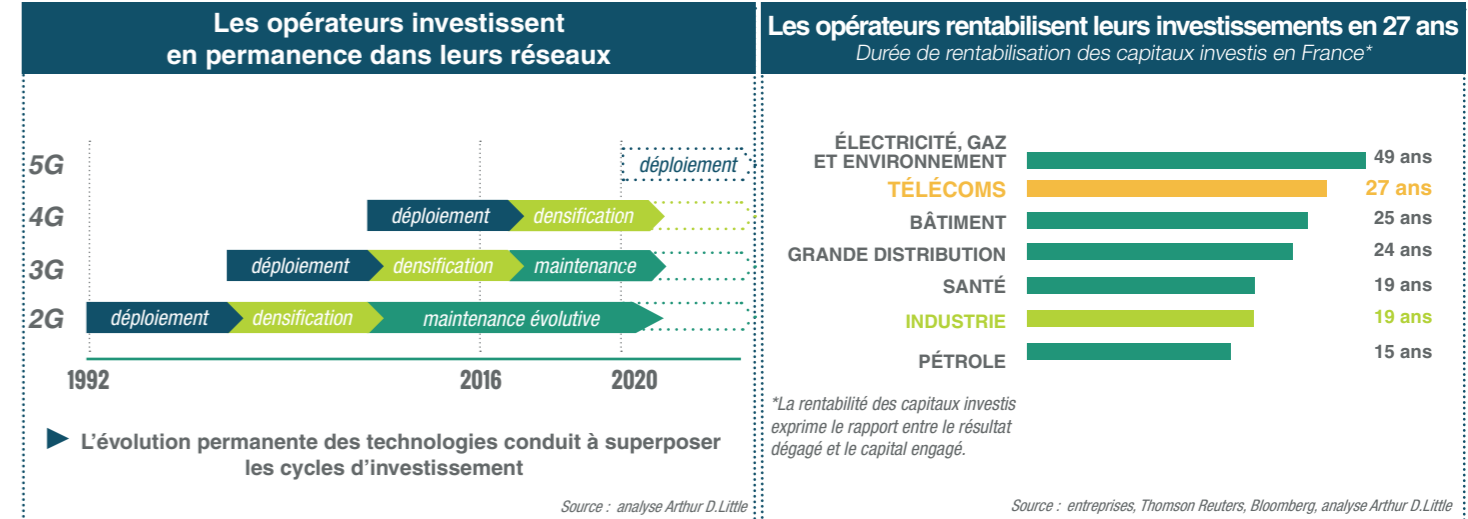 Les opérateurs investissent
en permanence dans leurs réseaux
5G
déploiement
4G
déploiement
densification
3G
déploiement
densification
maintenance
2G
déploiement
densification
maintenance évolutive
1992
2016
2020
L’évolution permanente des technologies conduit à superposer
les cycles d’investissement
Source : analyse Arthur D.Little
Les opérateurs rentabilisent leurs investissements en 27 ans
Durée de rentabilisation des capitaux investis en France*
ÉLECTRICITÉ, GAZ
ET ENVIRONNEMENT
49 ans
TÉLÉCOMS
27 ans
BÂTIMENT
25 ans
GRANDE DISTRIBUTION
24 ans
SANTÉ
19 ans
INDUSTRIE
19 ans
PÉTROLE
15 ans
*La rentabilité des capitaux investis
exprime le rapport entre le résultat
dégagé et le capital engagé.
Source : entreprises, Thomson Reuters, Bloomberg, analyse Arthur D.Little